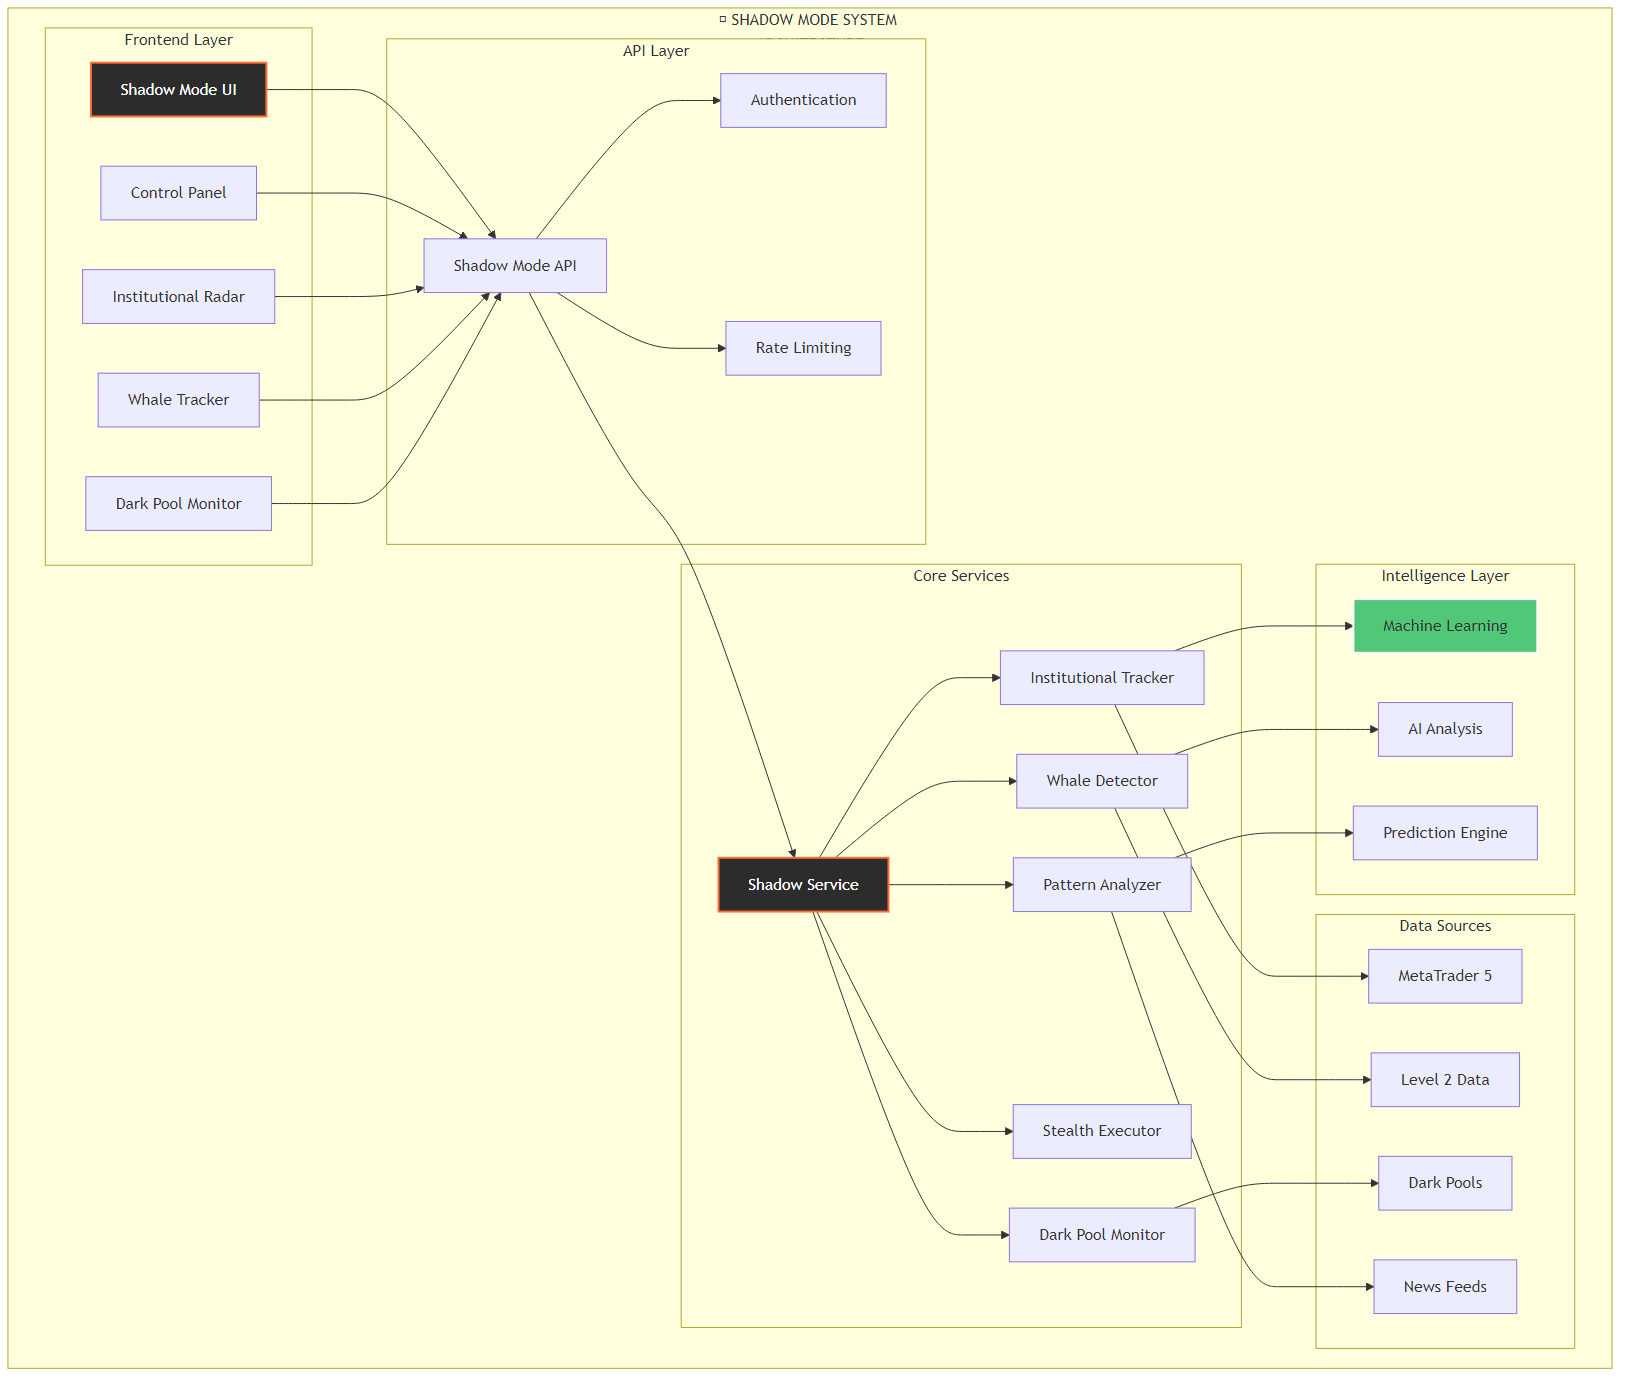 SHADOW MODE SYSTEM
Frontend Layer
Shadow Mode UI
Control Panel
Institutional Radar
Whale Tracker
Dark Pool Monitor
API Layer
Authentication
Shadow Mode API
Rate Limiting
Core Services
Institutional Tracker
Whale Detector
Shadow Service
Pattern Analyzer
Stealth Executor
Dark Pool Monitor
Intelligence Layer
Machine Learning
AI Analysis
Prediction Engine
Data Sources
MetaTrader 5
Level 2 Data
Dark Pools
News Feeds